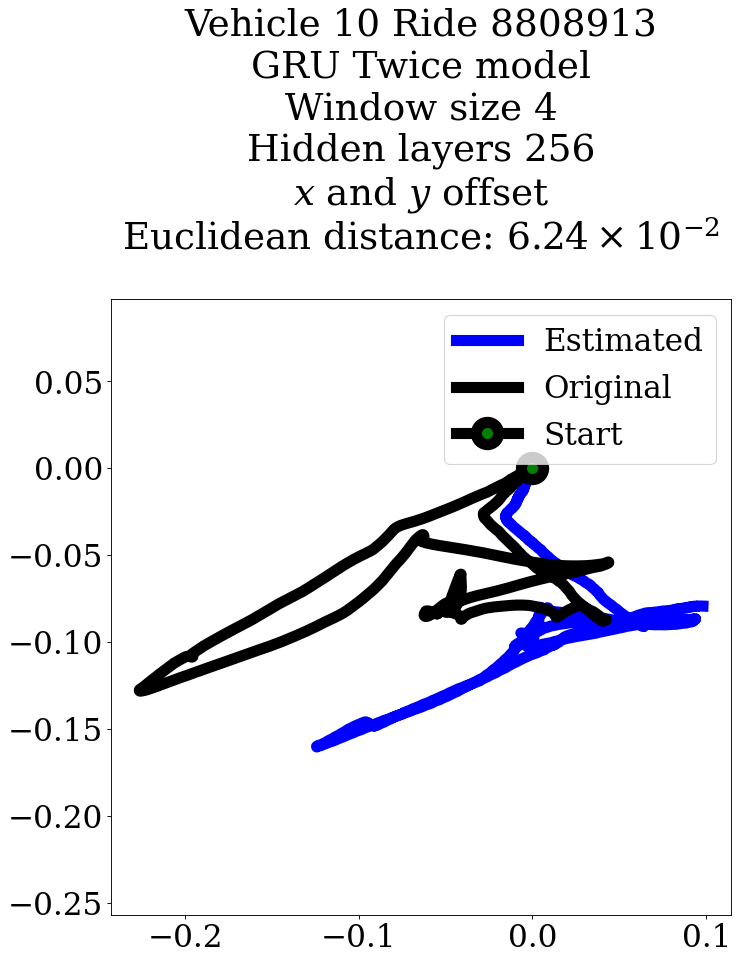 Vehicle 10 Ride 8808913
GRU Twice model
Window size 4
Hidden layers 256
x and y offset
Euclidean distance: 6.24 × 10⁻²
Estimated
Original
Start
0.05
0.00
−0.05
−0.10
−0.15
−0.20
−0.25
−0.2 −0.1 0.0 0.1